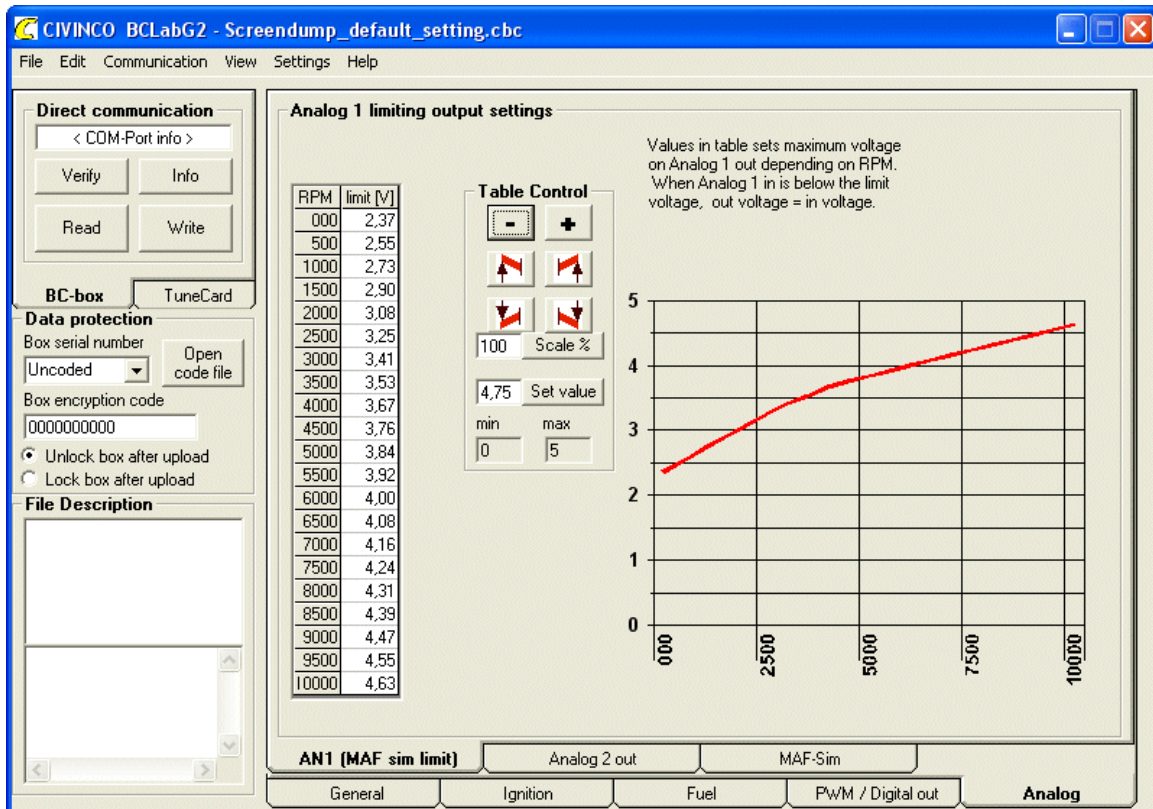 CIVINCO BCLabG2 - Screendump_default_setting.cbc
File Edit Communication View Settings Help
Direct communication
< COM-Port info >
Verify Info
Read Write
BC-box TuneCard
Data protection
Box serial number
Uncoded
Open code file
Box encryption code
0000000000
Unlock box after upload
Lock box after upload
File Description
Analog 1 limiting output settings
RPM limit [V]
000 2,37
500 2,55
1000 2,73
1500 2,90
2000 3,08
2500 3,25
3000 3,41
3500 3,53
4000 3,67
4500 3,76
5000 3,84
5500 3,92
6000 4,00
6500 4,08
7000 4,16
7500 4,24
8000 4,31
8500 4,39
9000 4,47
9500 4,55
10000 4,63
Table Control
- +
100 Scale %
4,75 Set value
min max
0 5
Values in table sets maximum voltage
on Analog 1 out depending on RPM.
When Analog 1 in is below the limit
voltage, out voltage = in voltage.
5
4
3
2
1
0
000 2500 5000 7500 10000
AN1 (MAF sim limit) Analog 2 out MAF-Sim
General Ignition Fuel PWM / Digital out Analog